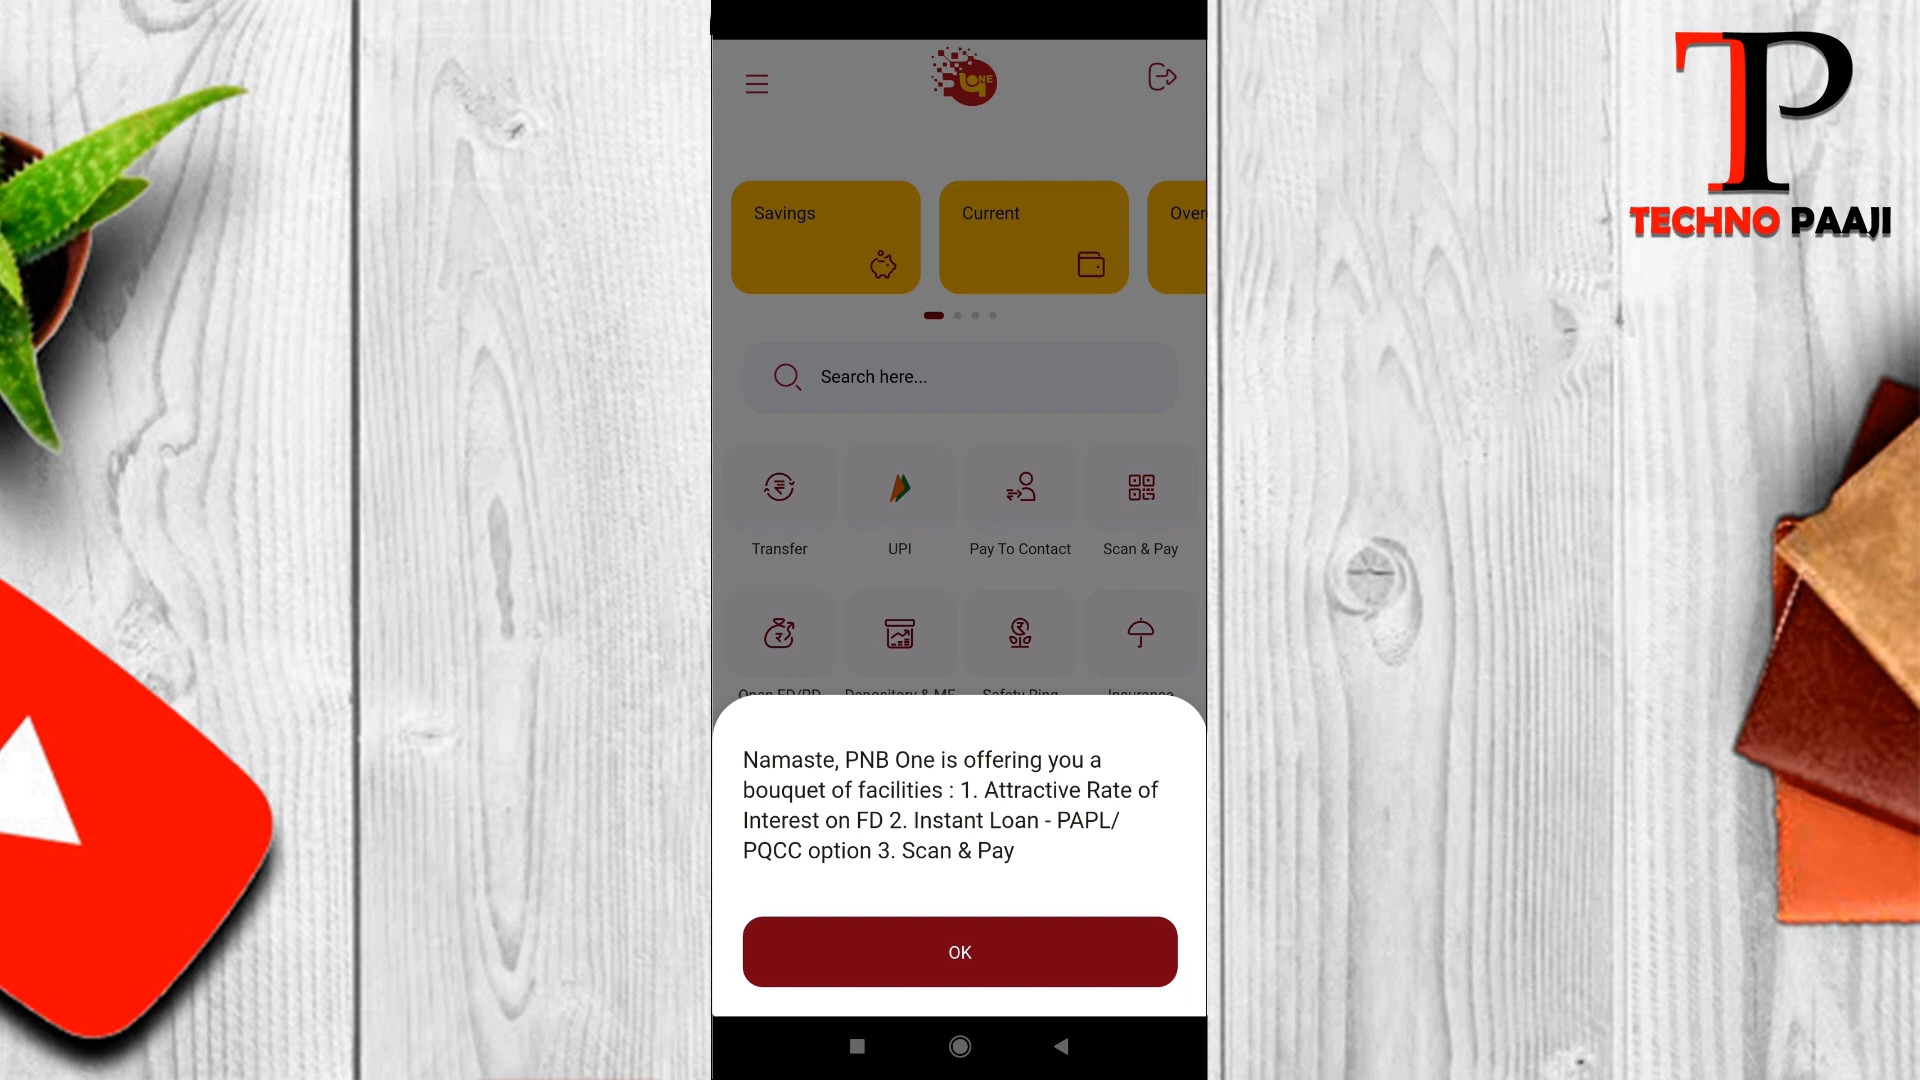 TP
TECHNO PAAJI
ONE
Savings
Current
Over
Search here...
Transfer
UPI
Pay To Contact
Scan & Pay
Open FD/RD
Depository & MF
Safety Ring
Insurance
Namaste, PNB One is offering you a
bouquet of facilities : 1. Attractive Rate of
Interest on FD 2. Instant Loan - PAPL/
PQCC option 3. Scan & Pay
OK